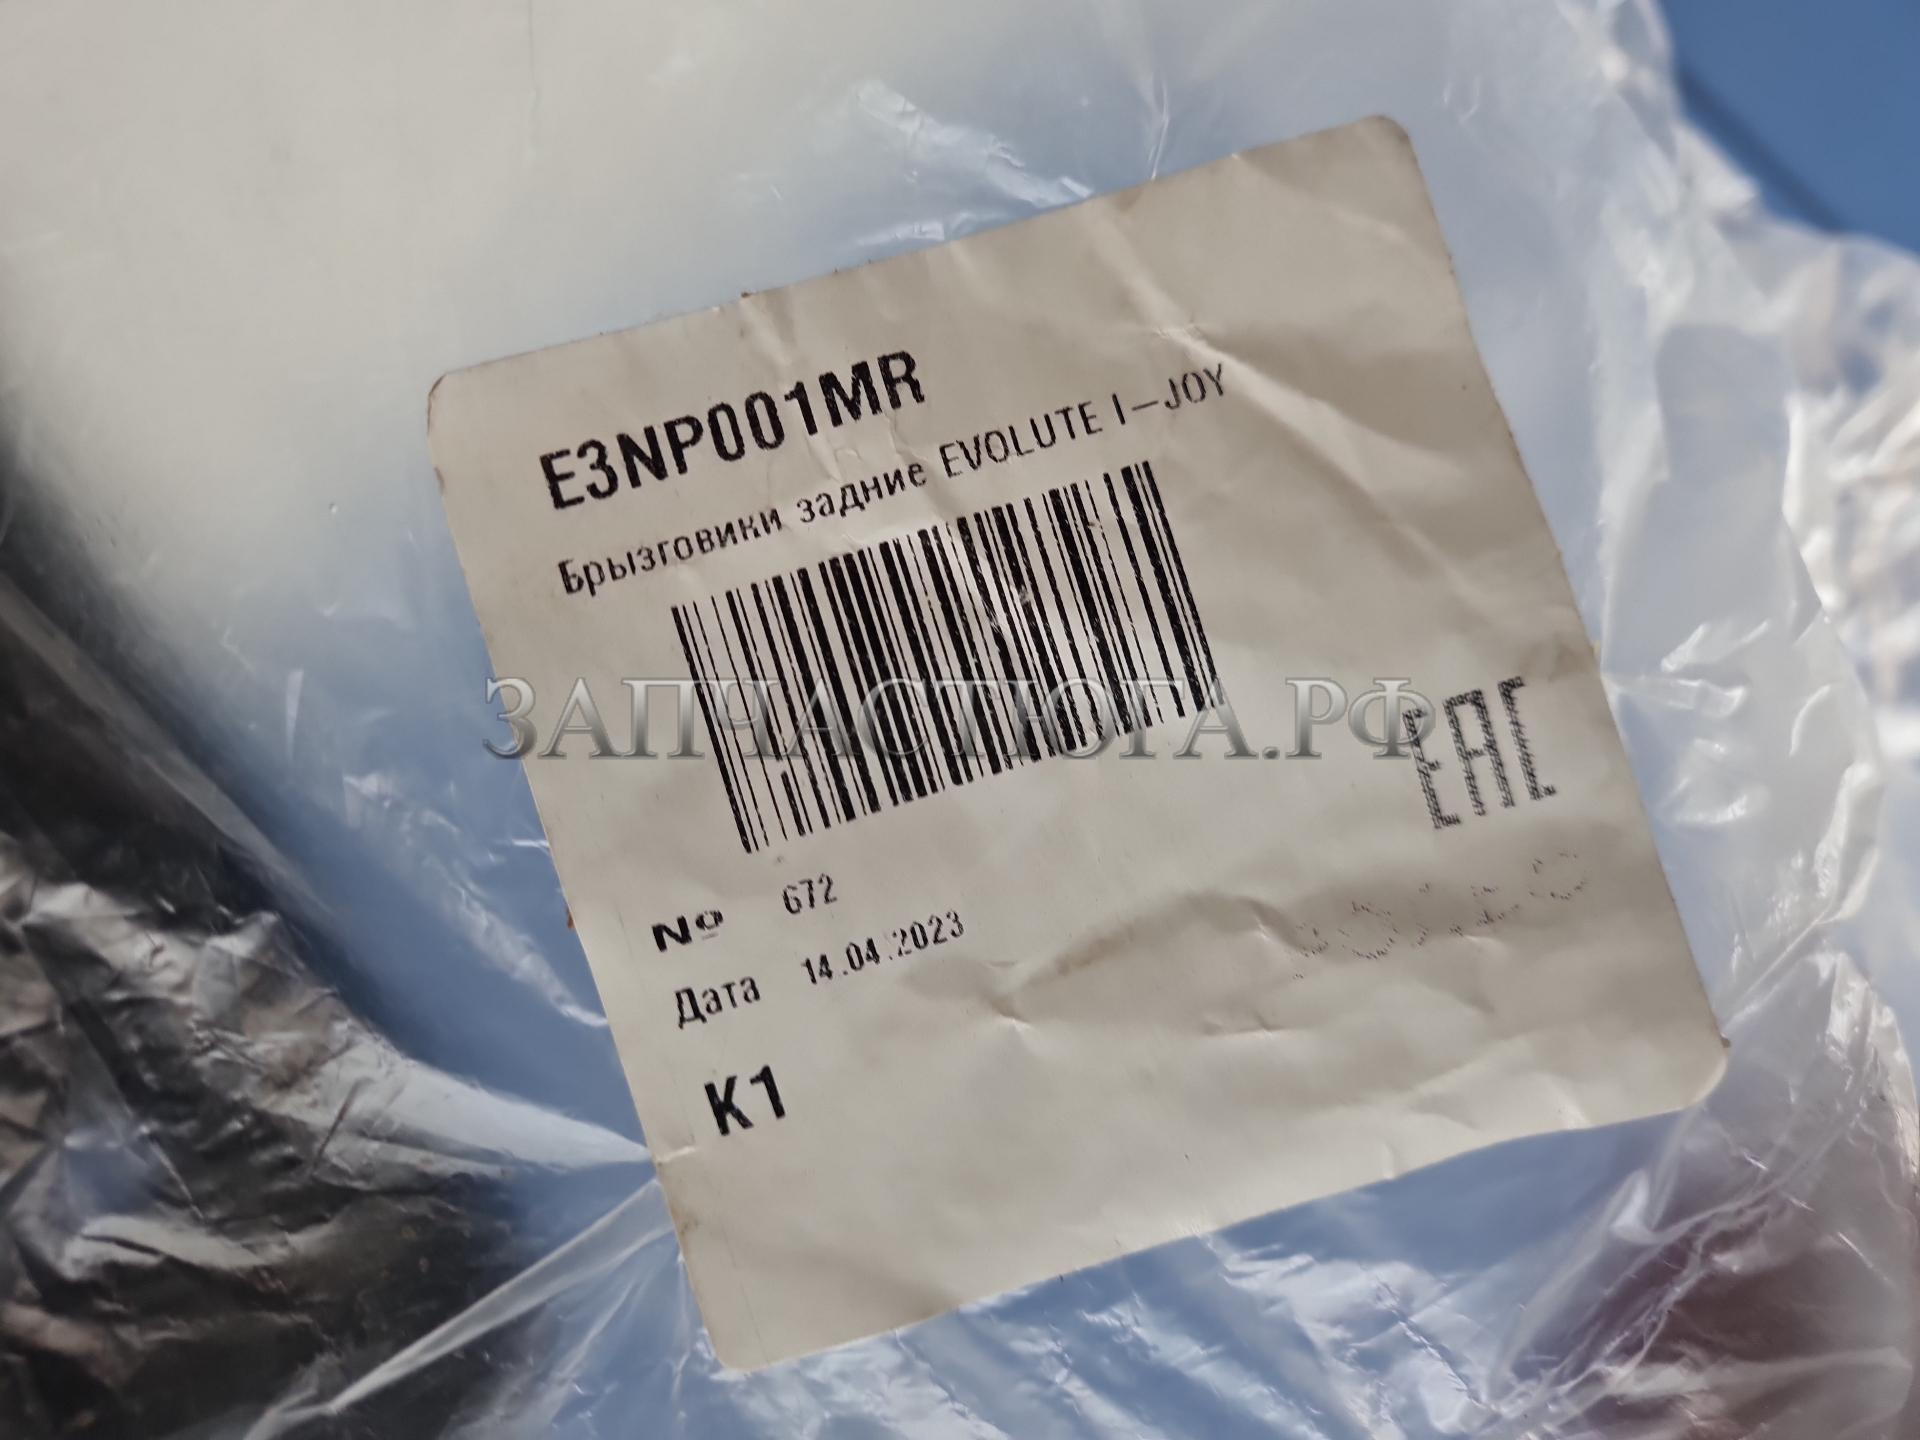 E3NP001MR
Брызговики задние EVOLUTE I-JOY
ЗАПЧАСТЮГА.РФ
EAC
№ 672
Дата 14.04.2023
K1